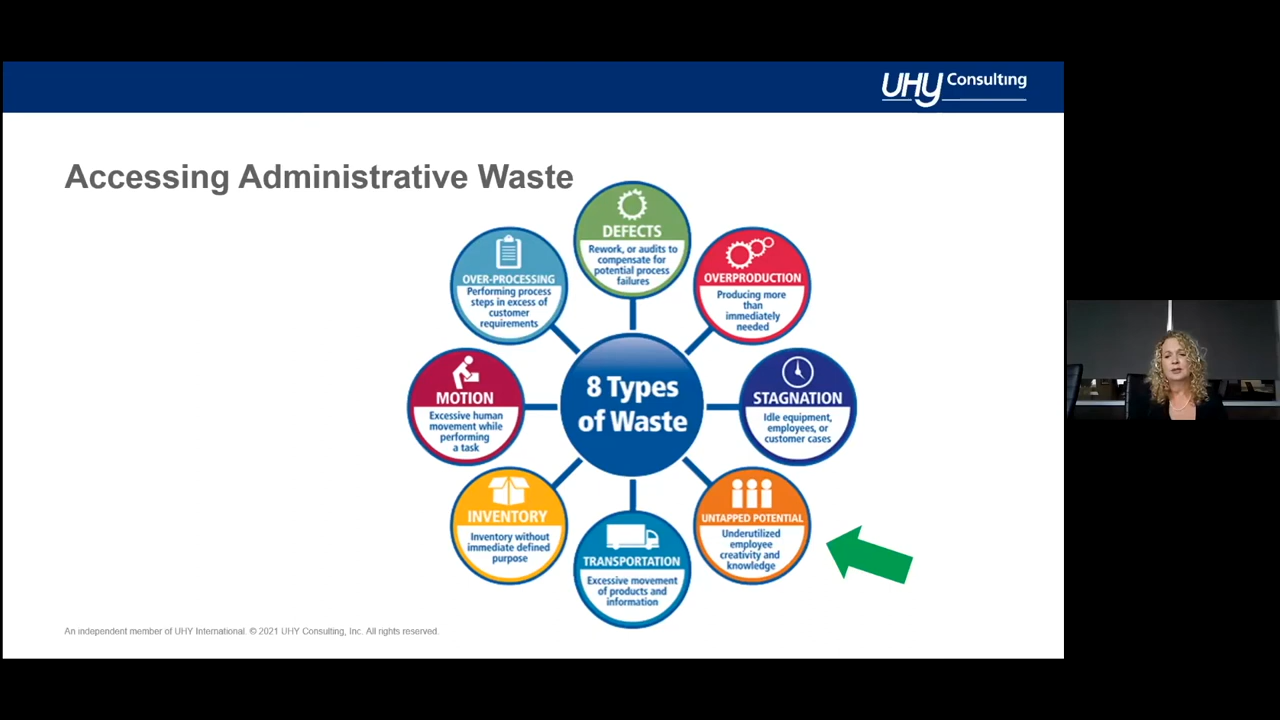 UHY Consulting
Accessing Administrative Waste
DEFECTS
Rework, or audits to
compensate for
potential process
failures
OVERPRODUCTION
Producing more
than
immediately
needed
STAGNATION
Idle equipment,
employees, or
customer cases
UNTAPPED POTENTIAL
Underutilized
employee
creativity and
knowledge
TRANSPORTATION
Excessive movement
of products and
information
INVENTORY
Inventory without
immediate defined
purpose
MOTION
Excessive human
movement while
performing
a task
OVER-PROCESSING
Performing process
steps in excess of
customer
requirements
8 Types
of Waste
An independent member of UHY International. © 2021 UHY Consulting, Inc. All rights reserved.